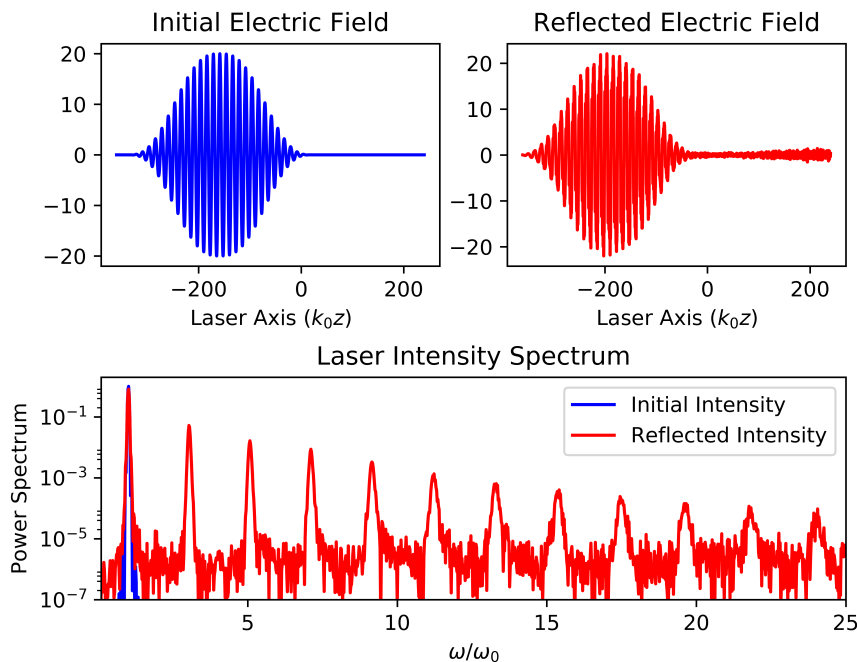 Initial Electric Field
20
10
0
−10
−20
−200
0
200
Laser Axis (k₀z)
Reflected Electric Field
20
10
0
−10
−20
−200
0
200
Laser Axis (k₀z)
Laser Intensity Spectrum
Power Spectrum
10⁻¹
10⁻³
10⁻⁵
10⁻⁷
Initial Intensity
Reflected Intensity
5
10
15
20
25
ω/ω₀